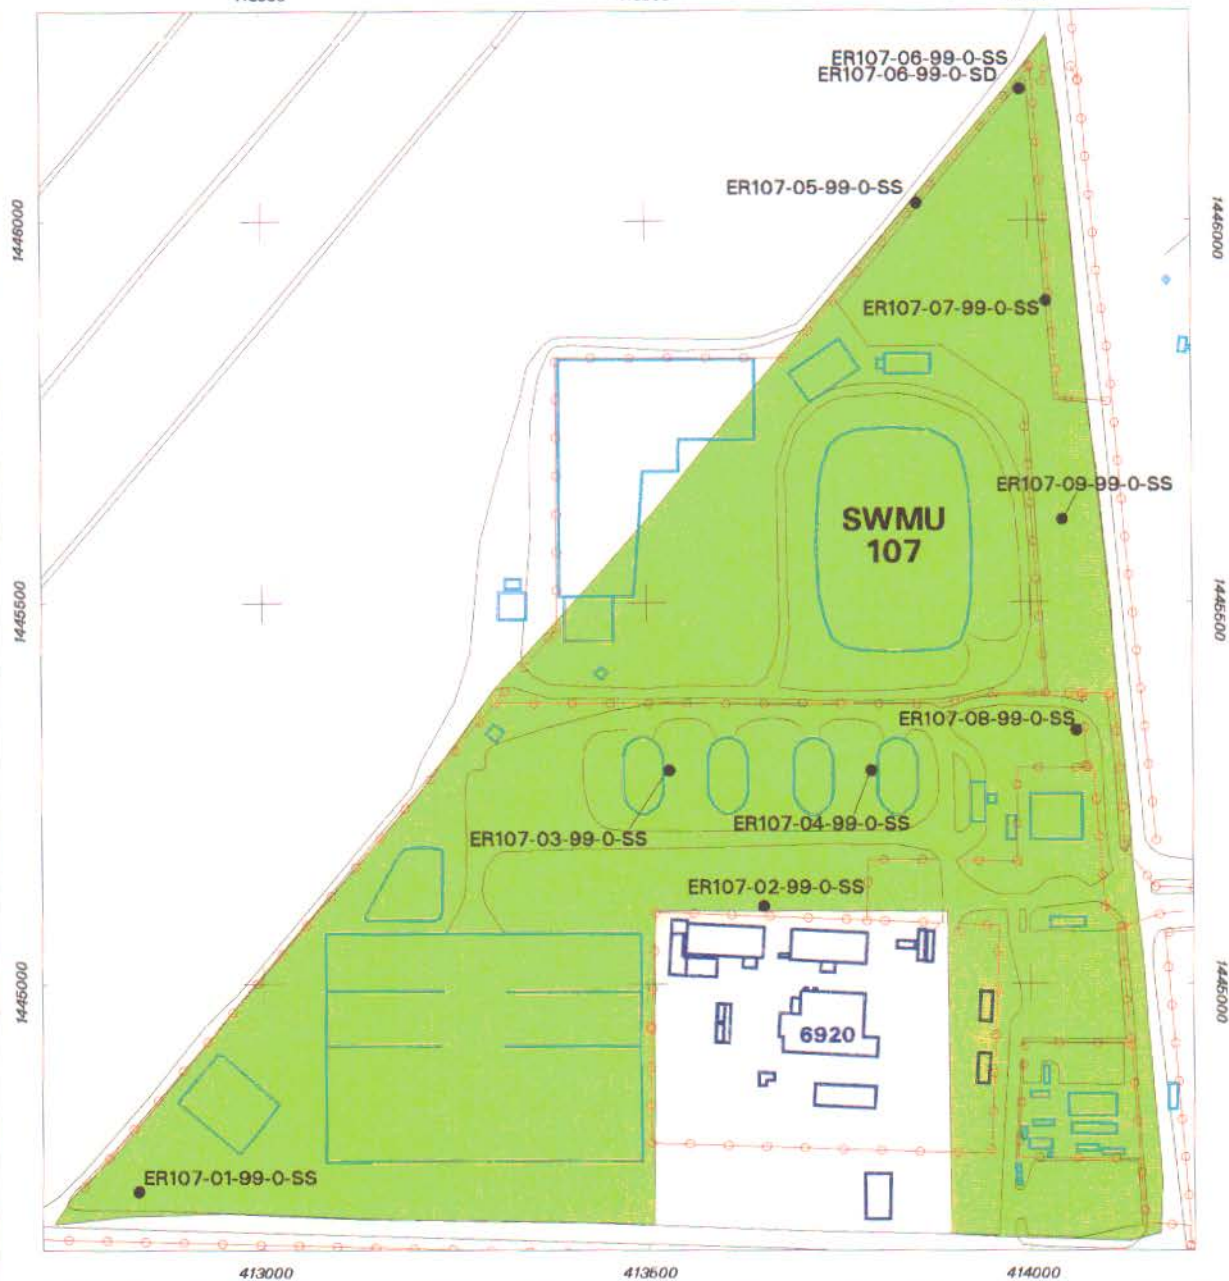 ER107-06-99-0-SS
ER107-06-99-0-SD
ER107-05-99-0-SS
1446000
1446000
ER107-07-99-0-SS
ER107-09-99-0-SS
SWMU
107
1445500
1445500
ER107-08-99-0-SS
ER107-04-99-0-SS
ER107-03-99-0-SS
ER107-02-99-0-SS
1445000
1445000
6920
ER107-01-99-0-SS
413000
413500
414000